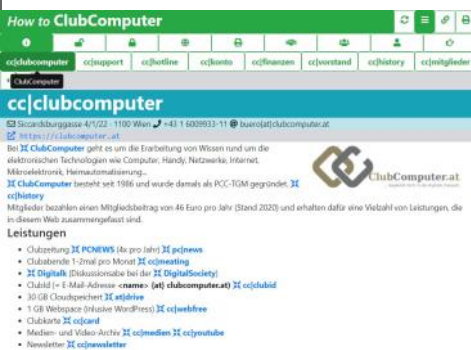 How to ClubComputer
cc|clubcomputer cc|support cc|hotline cc|konto cc|finanzen cc|vorstand cc|history cc|mitglieder
ClubComputer
cc|clubcomputer
Siccardsburggasse 4/1/22 · 1100 Wien +43 1 6009933-11 @ buero(at)clubcomputer.at
https://clubcomputer.at
Bei ClubComputer geht es um die Erarbeitung von Wissen rund um die
elektronischen Technologien wie Computer, Handy, Netzwerke, Internet,
Mikroelektronik, Heimautomatisierung...
ClubComputer besteht seit 1986 und wurde damals als PCC-TGM gegründet.
cc|history
ClubComputer.at
Mitglieder bezahlen einen Mitgliedsbeitrag von 46 Euro pro Jahr (Stand 2020) und erhalten dafür eine Vielzahl von Leistungen, die
in diesem Web zusammengefasst sind.
Leistungen
Clubzeitung PCNEWS (4x pro Jahr) pc|news
Clubabende 1-2mal pro Monat cc|meating
Digitalk (Diskussionsabe bei der DigitalSociety)
ClubId (= E-Mail-Adresse <name> (at) clubcomputer.at) cc|clubid
30 GB Cloudspeichert at|drive
1 GB Webspace (inlusive WordPress) cc|webfree
Clubkarte cc|card
Medien- und Video-Archiv cc|medien cc|youtube
Newsletter cc|newsletter